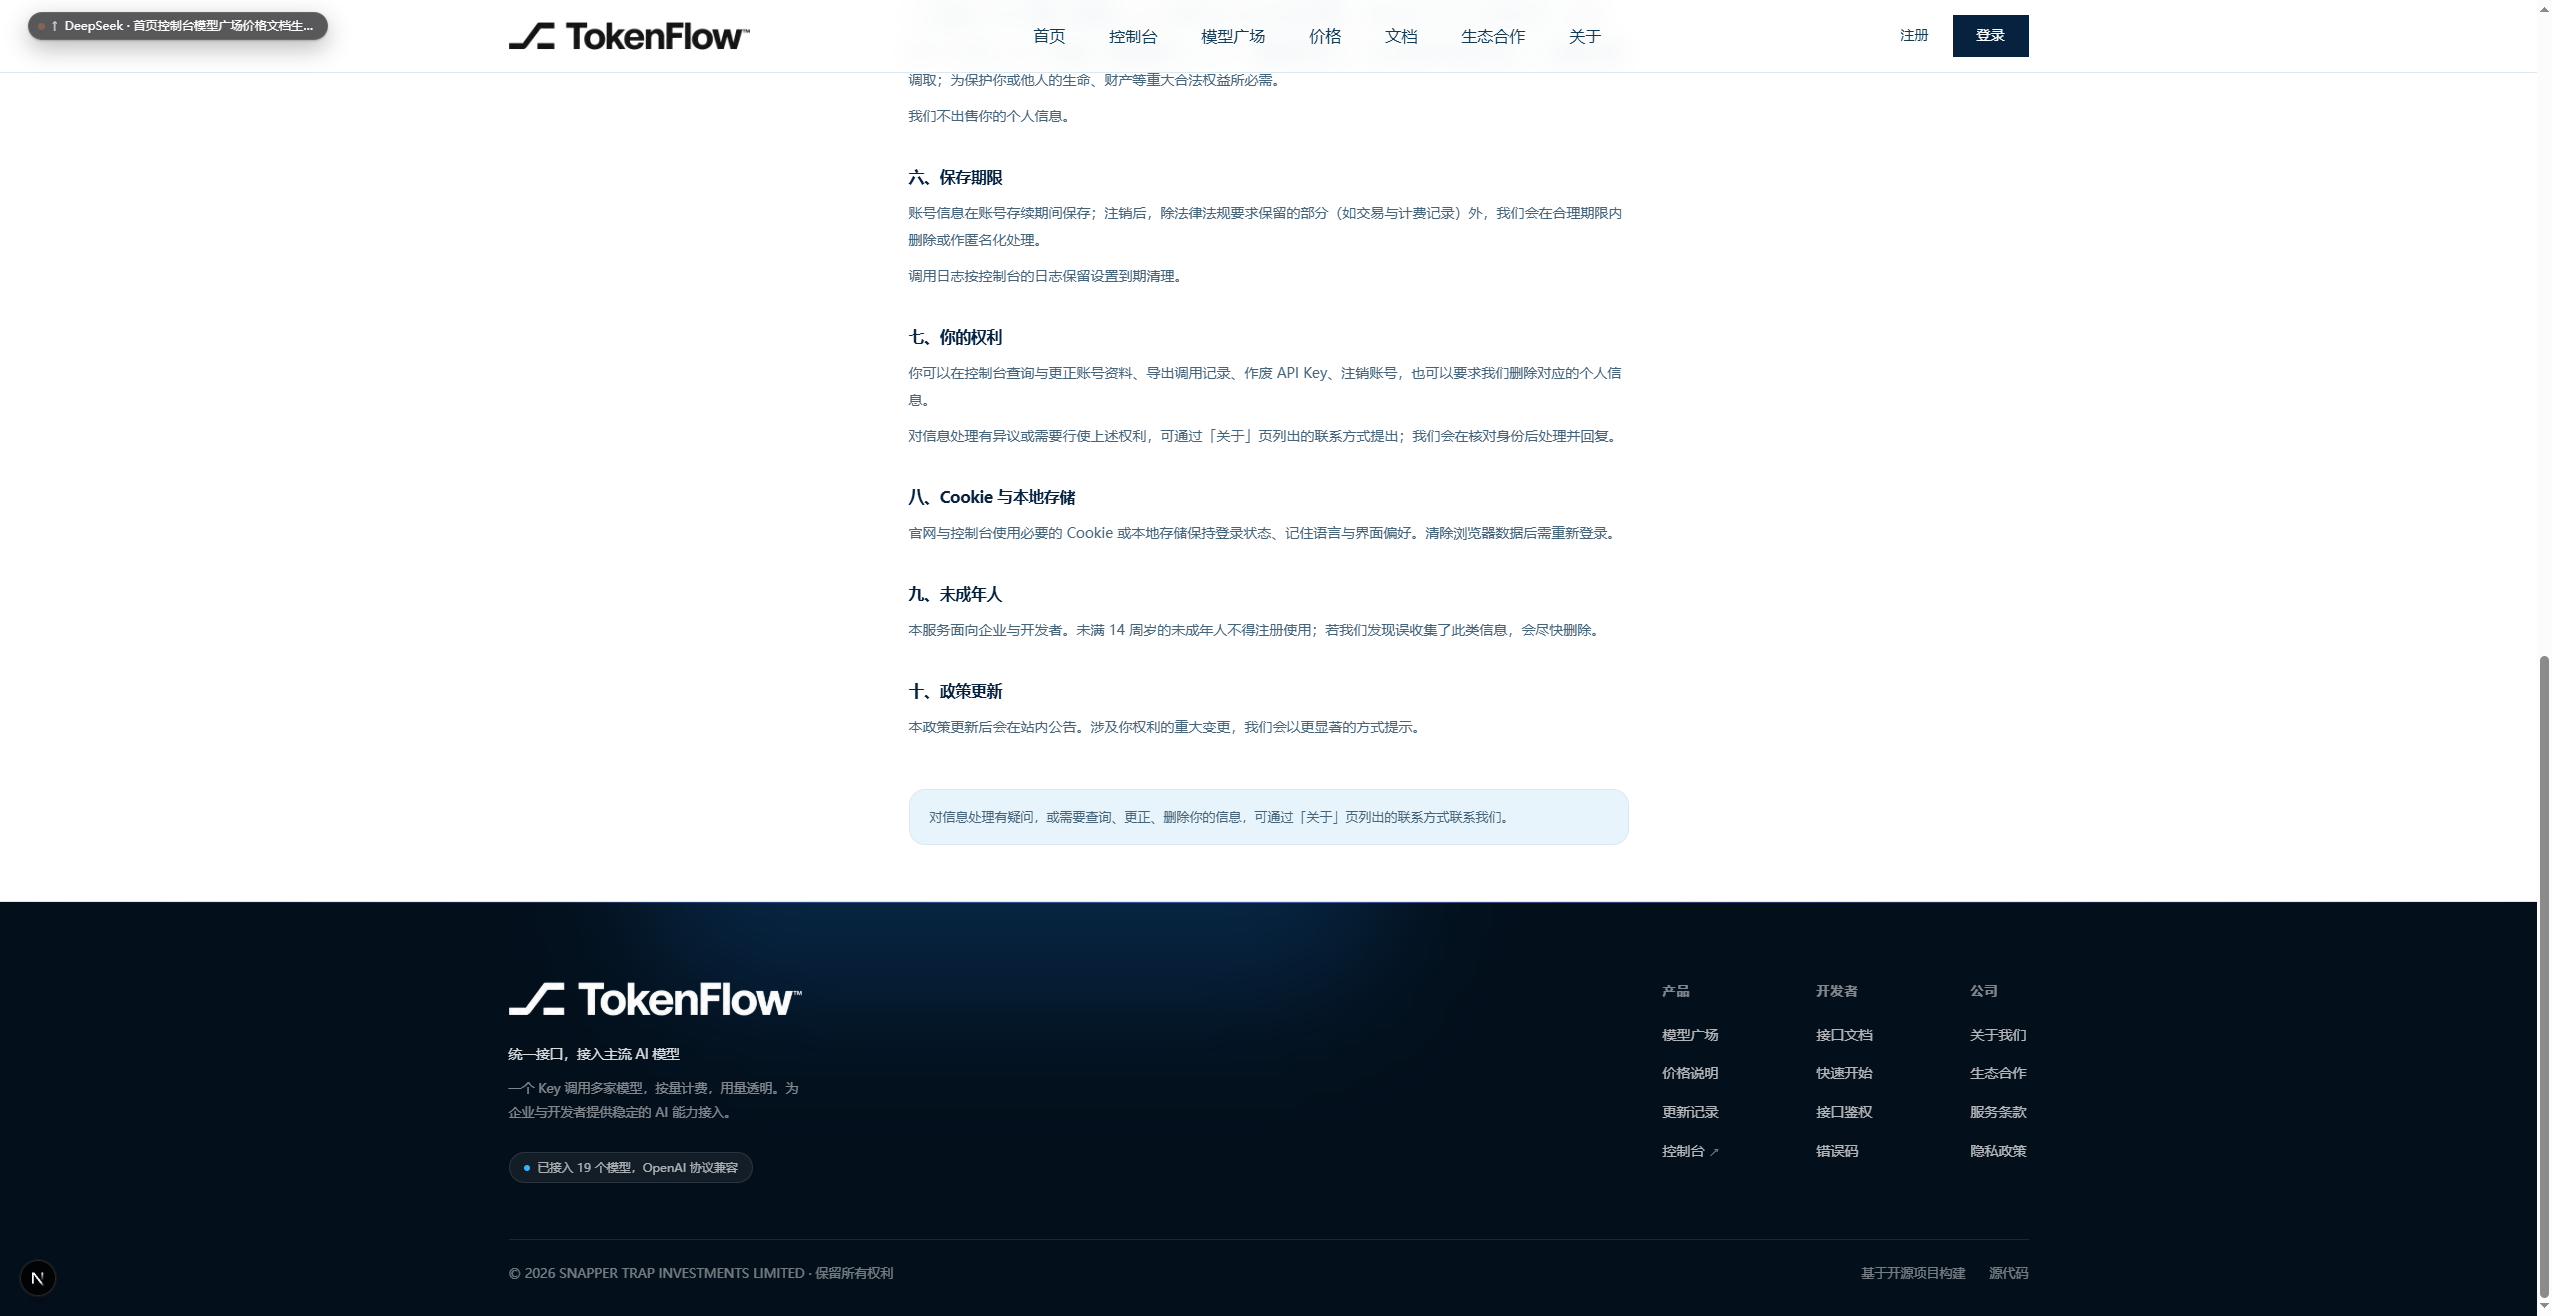 ↑ DeepSeek · 首页控制台模型广场价格文档生...
TokenFlow™
首页 控制台 模型广场 价格 文档 生态合作 关于
注册 登录
调取；为保护你或他人的生命、财产等重大合法权益所必需。
我们不出售你的个人信息。
六、保存期限
账号信息在账号存续期间保存；注销后，除法律法规要求保留的部分（如交易与计费记录）外，我们会在合理期限内
删除或作匿名化处理。
调用日志按控制台的日志保留设置到期清理。
七、你的权利
你可以在控制台查询与更正账号资料、导出调用记录、作废 API Key、注销账号，也可以要求我们删除对应的个人信
息。
对信息处理有异议或需要行使上述权利，可通过「关于」页列出的联系方式提出；我们会在核对身份后处理并回复。
八、Cookie 与本地存储
官网与控制台使用必要的 Cookie 或本地存储保持登录状态、记住语言与界面偏好。清除浏览器数据后需重新登录。
九、未成年人
本服务面向企业与开发者。未满 14 周岁的未成年人不得注册使用；若我们发现误收集了此类信息，会尽快删除。
十、政策更新
本政策更新后会在站内公告。涉及你权利的重大变更，我们会以更显著的方式提示。
对信息处理有疑问，或需要查询、更正、删除你的信息，可通过「关于」页列出的联系方式联系我们。
TokenFlow™
统一接口，接入主流 AI 模型
一个 Key 调用多家模型，按量计费，用量透明。为
企业与开发者提供稳定的 AI 能力接入。
已接入 19 个模型，OpenAI 协议兼容
产品
模型广场
价格说明
更新记录
控制台 ↗
开发者
接口文档
快速开始
接口鉴权
错误码
公司
关于我们
生态合作
服务条款
隐私政策
© 2026 SNAPPER TRAP INVESTMENTS LIMITED · 保留所有权利
基于开源项目构建 源代码
N